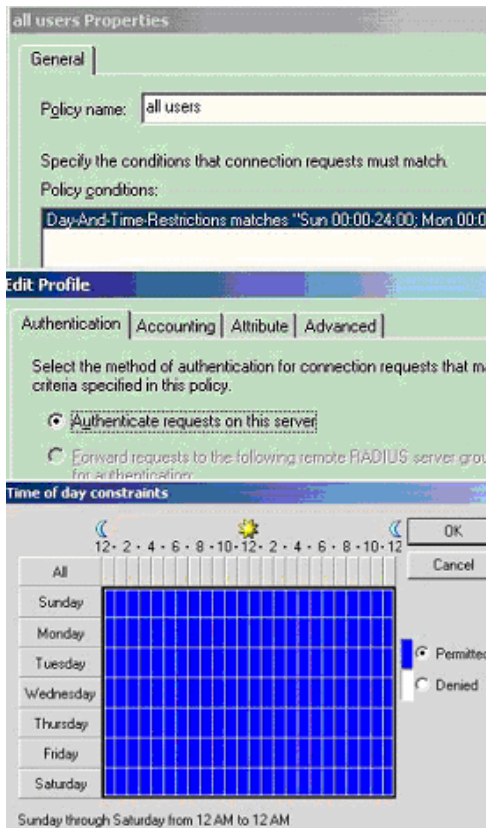 all users Properties
General
Policy name: all users
Specify the conditions that connection requests must match.
Policy conditions:
Day-And-Time-Restrictions matches "Sun 00:00-24:00; Mon 00:0
Edit Profile
Authentication Accounting Attribute Advanced
Select the method of authentication for connection requests that
criteria specified in this policy.
Authenticate requests on this server
Forward requests to the following remote RADIUS server
for authentication:
Time of day constraints
12 · 2 · 4 · 6 · 8 · 10 · 12 · 2 · 4 · 6 · 8 · 10 · 12
OK
All
Cancel
Sunday
Monday
Tuesday
Permitted
Wednesday
Denied
Thursday
Friday
Saturday
Sunday through Saturday from 12 AM to 12 AM